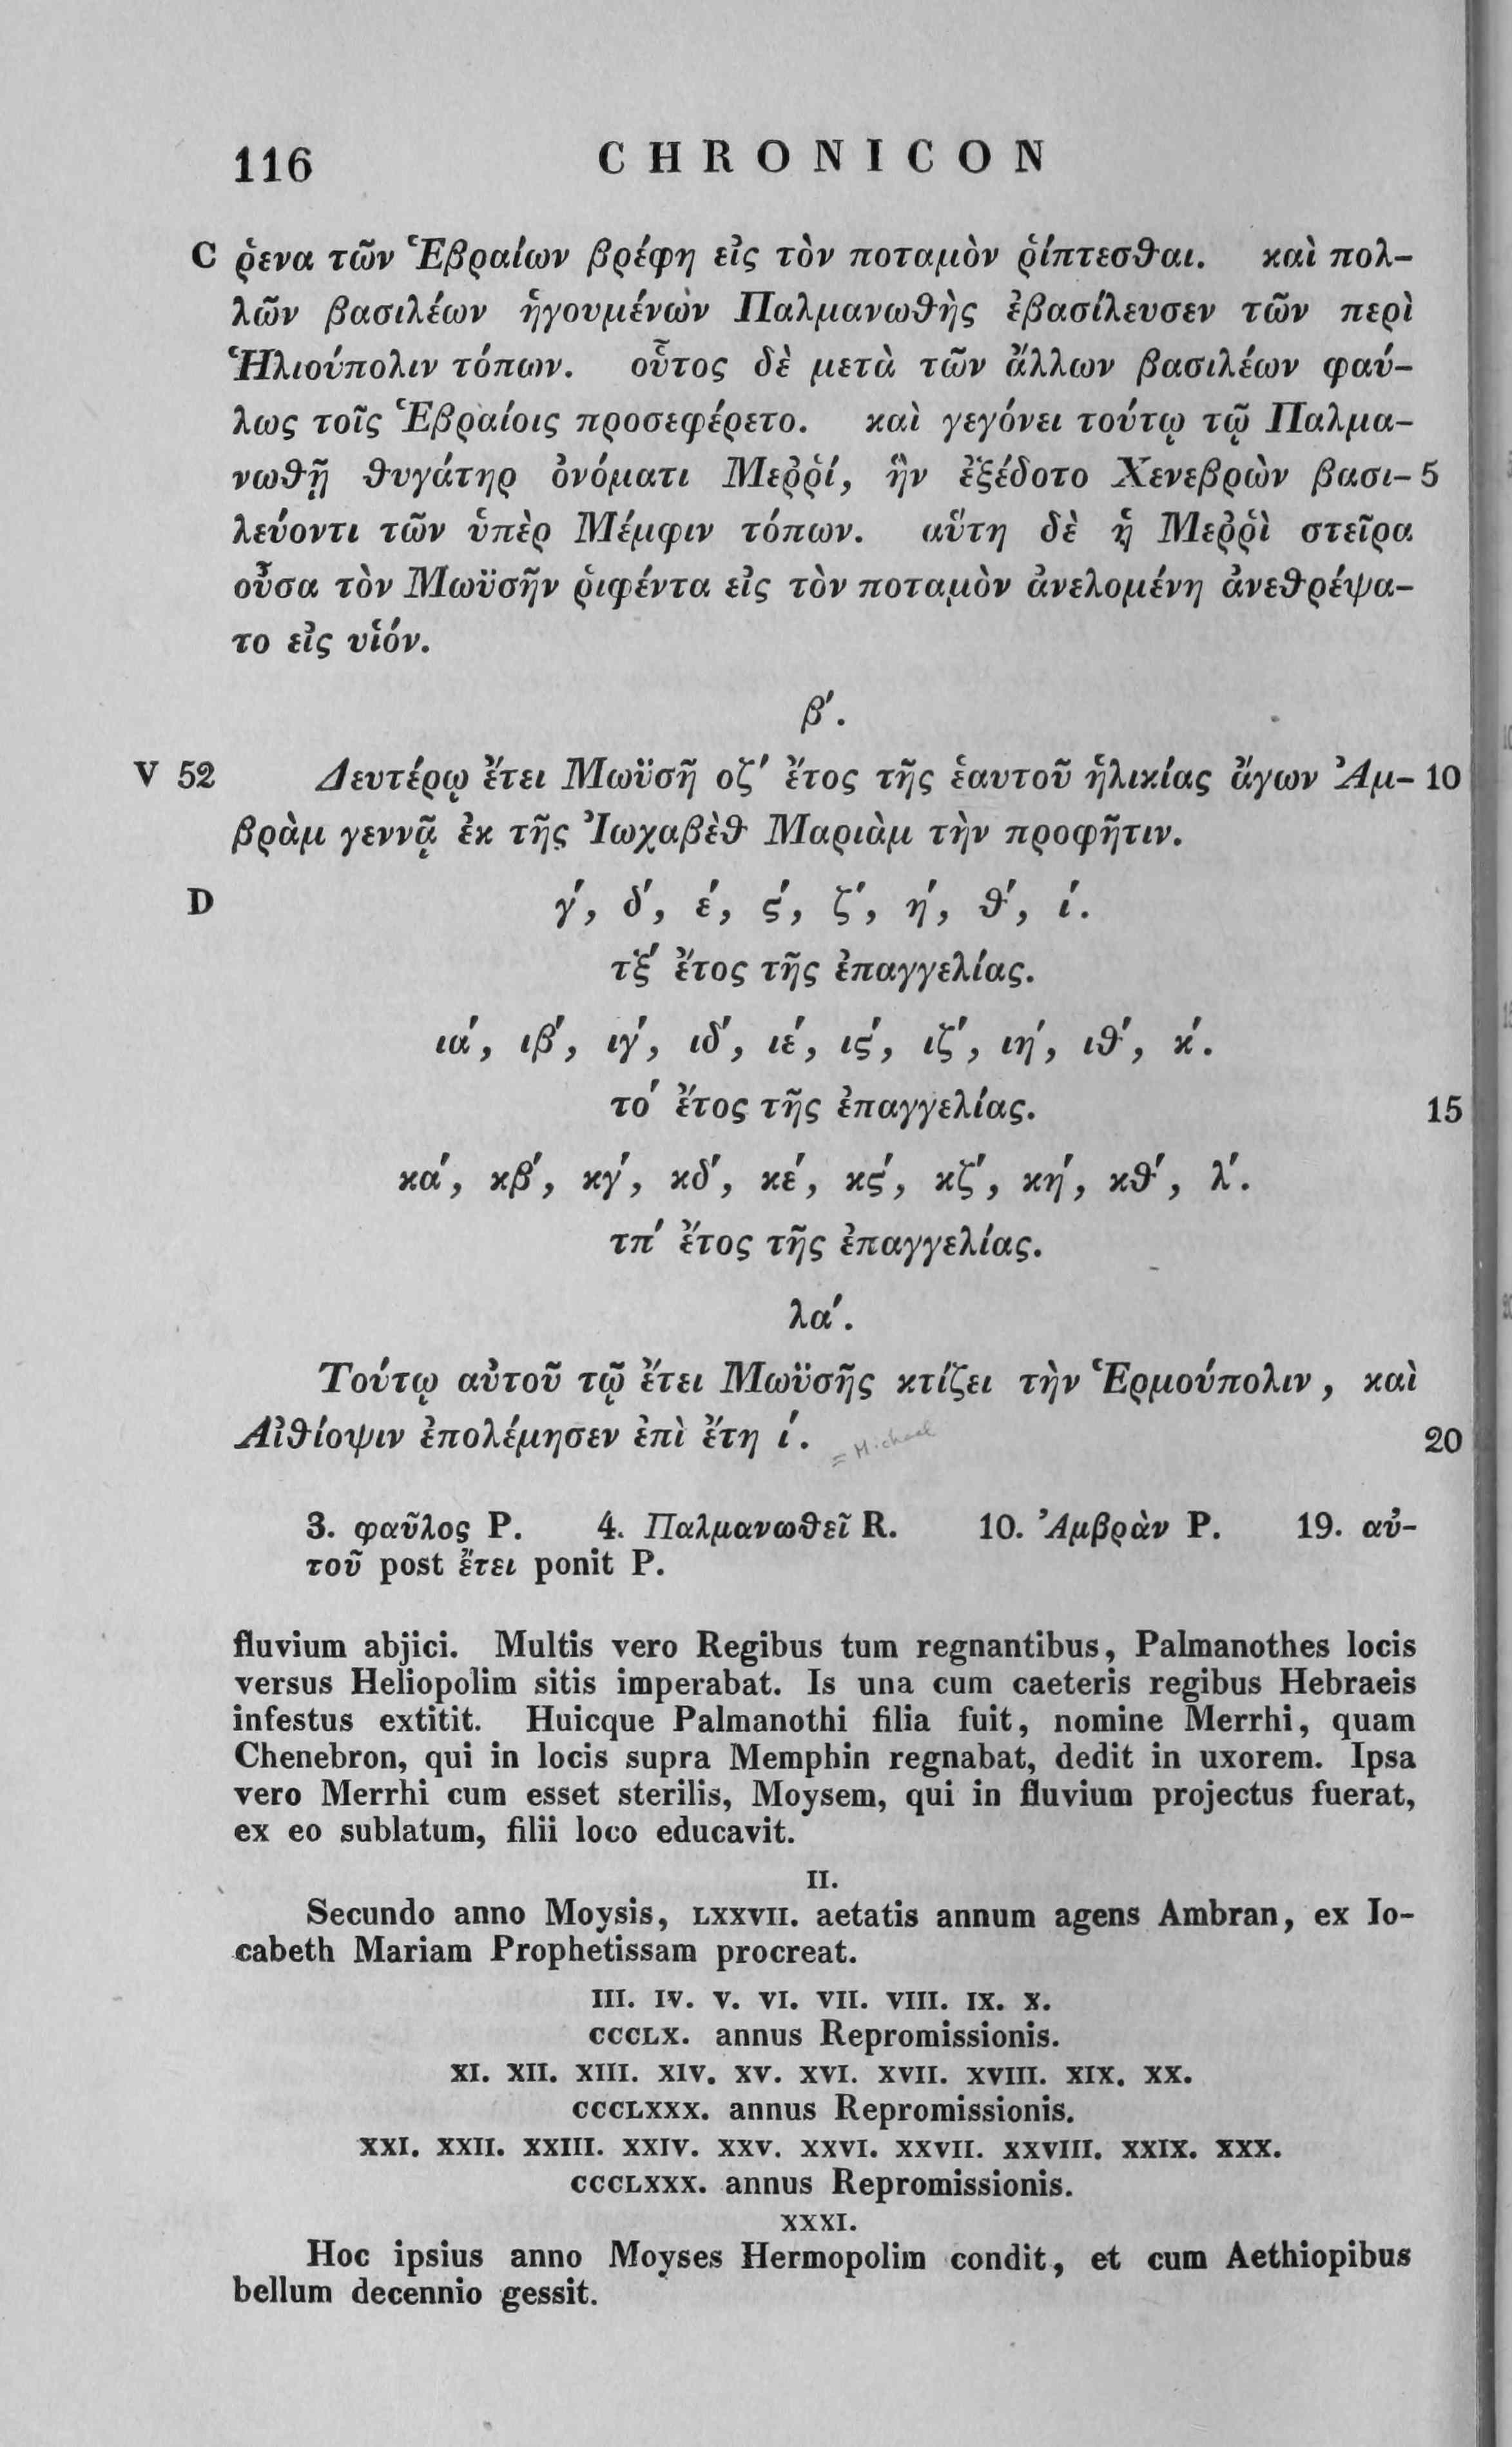 116 CHRONICON
C ῥενα τῶν Ἑβραίων βρέφη εἰς τὸν ποταμὸν ῥίπτεσθαι. καὶ πολ-
λῶν βασιλέων ἡγουμένων Παλμανωθὴς ἐβασίλευσεν τῶν περὶ
Ἡλιούπολιν τόπων. οὗτος δὲ μετὰ τῶν ἄλλων βασιλέων φαύ-
λως τοῖς Ἑβραίοις προσεφέρετο. καὶ γεγόνει τούτῳ τῷ Παλμα-
νωθῇ θυγάτηρ ὀνόματι Μεῤῥί, ἣν ἐξέδοτο Χενεβρὼν βασι- 5
λεύοντι τῶν ὑπὲρ Μέμφιν τόπων. αὕτη δὲ ἡ Μεῤῥὶ στεῖρα
οὖσα τὸν Μωϋσῆν ῥιφέντα εἰς τὸν ποταμὸν ἀνελομένη ἀνεθρέψα-
το εἰς υἱόν.
β′.
V 52 Δευτέρῳ ἔτει Μωϋσῆ οζ′ ἔτος τῆς ἑαυτοῦ ἡλικίας ἄγων Ἀμ- 10
βρὰμ γεννᾷ ἐκ τῆς Ἰωχαβὲθ Μαριὰμ τὴν προφῆτιν.
D γ′, δ′, ε′, ς′, ζ′, η′, θ′, ι′.
τξ′ ἔτος τῆς ἐπαγγελίας.
ια′, ιβ′, ιγ′, ιδ′, ιε′, ις′, ιζ′, ιη′, ιθ′, κ′.
το′ ἔτος τῆς ἐπαγγελίας. 15
κα′, κβ′, κγ′, κδ′, κε′, κς′, κζ′, κη′, κθ′, λ′.
τπ′ ἔτος τῆς ἐπαγγελίας.
λα′.
Τούτῳ αὐτοῦ τῷ ἔτει Μωϋσῆς κτίζει τὴν Ἑρμούπολιν, καὶ
Αἰθίοψιν ἐπολέμησεν ἐπὶ ἔτη ι′. = Michael 20
3. φαῦλος P. 4. Παλμανωθεῖ R. 10. Ἀμβρὰν P. 19. αὐ-
τοῦ post ἔτει ponit P.
fluvium abjici. Multis vero Regibus tum regnantibus, Palmanothes locis
versus Heliopolim sitis imperabat. Is una cum caeteris regibus Hebraeis
infestus extitit. Huicque Palmanothi filia fuit, nomine Merrhi, quam
Chenebron, qui in locis supra Memphin regnabat, dedit in uxorem. Ipsa
vero Merrhi cum esset sterilis, Moysem, qui in fluvium projectus fuerat,
ex eo sublatum, filii loco educavit.
II.
Secundo anno Moysis, LXXVII. aetatis annum agens Ambran, ex Io-
cabeth Mariam Prophetissam procreat.
III. IV. V. VI. VII. VIII. IX. X.
CCCLX. annus Repromissionis.
XI. XII. XIII. XIV. XV. XVI. XVII. XVIII. XIX. XX.
CCCLXXX. annus Repromissionis.
XXI. XXII. XXIII. XXIV. XXV. XXVI. XXVII. XXVIII. XXIX. XXX.
CCCLXXX. annus Repromissionis.
XXXI.
Hoc ipsius anno Moyses Hermopolim condit, et cum Aethiopibus
bellum decennio gessit.